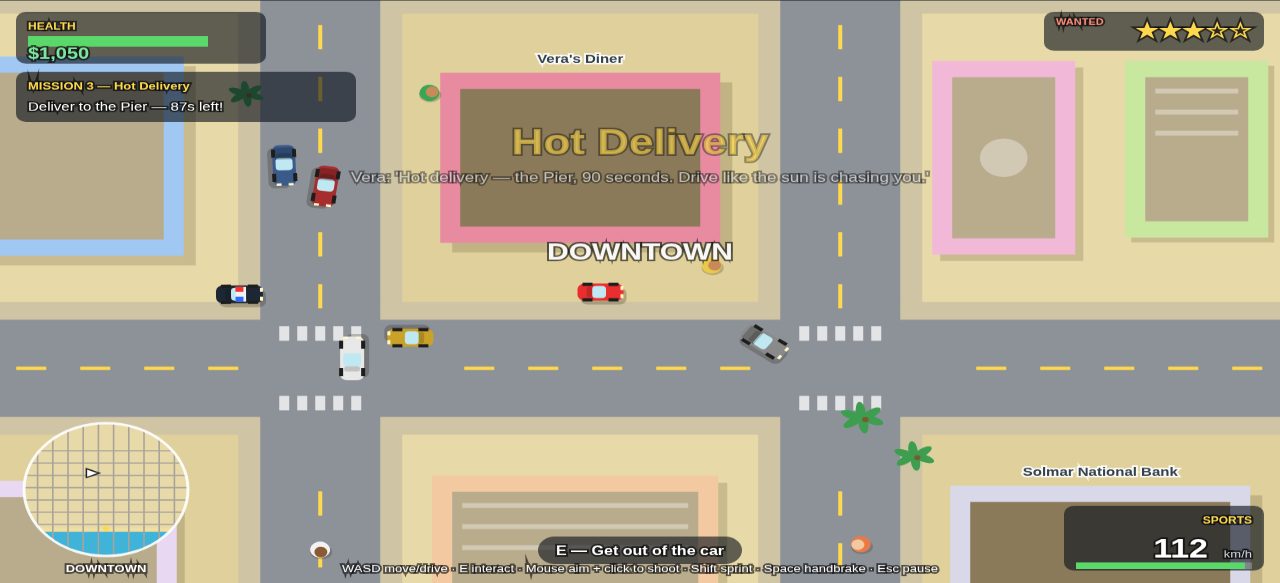 HEALTH
$1,050
WANTED
MISSION 3 — Hot Delivery
Deliver to the Pier — 87s left!
Vera's Diner
Hot Delivery
Vera: 'Hot delivery — the Pier, 90 seconds. Drive like the sun is chasing you.'
DOWNTOWN
Solmar National Bank
SPORTS
112 km/h
E — Get out of the car
DOWNTOWN
WASD move/drive · E interact · Mouse aim + click to shoot · Shift sprint · Space handbrake · Esc pause